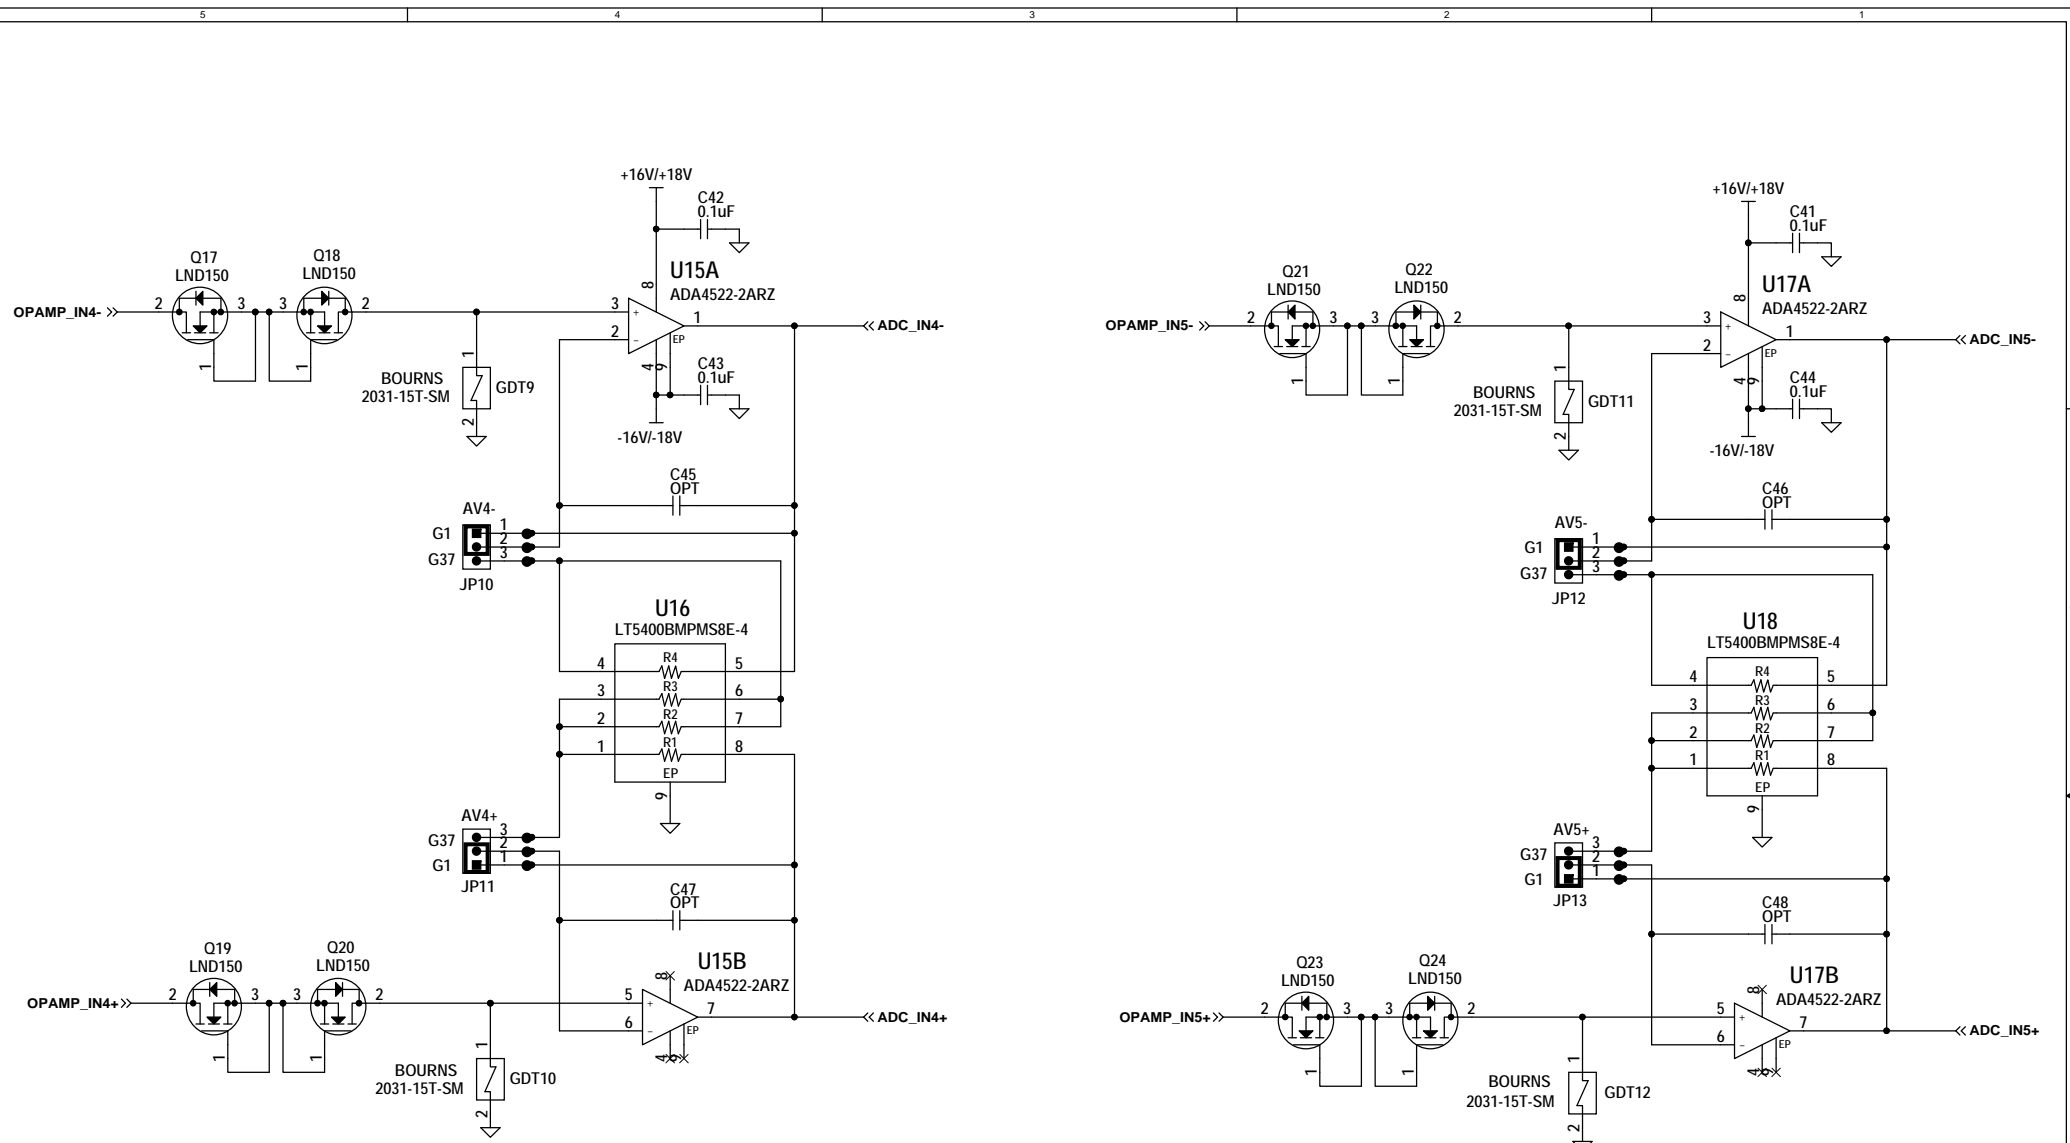 5 4 3 2 1
+16V/+18V
C42
0.1uF
Q17
LND150
Q18
LND150
U15A
ADA4522-2ARZ
8
OPAMP_IN4-
2 3 3 2
1 1
3
+
2
-
1
EP
4 9
ADC_IN4-
C43
0.1uF
-16V/-18V
BOURNS
2031-15T-SM
1
2
GDT9
C45
OPT
AV4-
G1
G37
1
2
3
JP10
U16
LT5400BMPMS8E-4
4 R4 5
3 R3 6
2 R2 7
1 R1 8
EP
9
AV4+
G37
G1
3
2
1
JP11
C47
OPT
Q19
LND150
Q20
LND150
U15B
ADA4522-2ARZ
8
OPAMP_IN4+
2 3 3 2
1 1
5
+
6
-
7
EP
4
ADC_IN4+
BOURNS
2031-15T-SM
1
2
GDT10
+16V/+18V
C41
0.1uF
Q21
LND150
Q22
LND150
U17A
ADA4522-2ARZ
8
OPAMP_IN5-
2 3 3 2
1 1
3
+
2
-
1
EP
4 9
ADC_IN5-
C44
0.1uF
-16V/-18V
BOURNS
2031-15T-SM
1
2
GDT11
C46
OPT
AV5-
G1
G37
1
2
3
JP12
U18
LT5400BMPMS8E-4
4 R4 5
3 R3 6
2 R2 7
1 R1 8
EP
9
AV5+
G37
G1
3
2
1
JP13
C48
OPT
Q23
LND150
Q24
LND150
U17B
ADA4522-2ARZ
8
OPAMP_IN5+
2 3 3 2
1 1
5
+
6
-
7
EP
4
ADC_IN5+
BOURNS
2031-15T-SM
1
2
GDT12